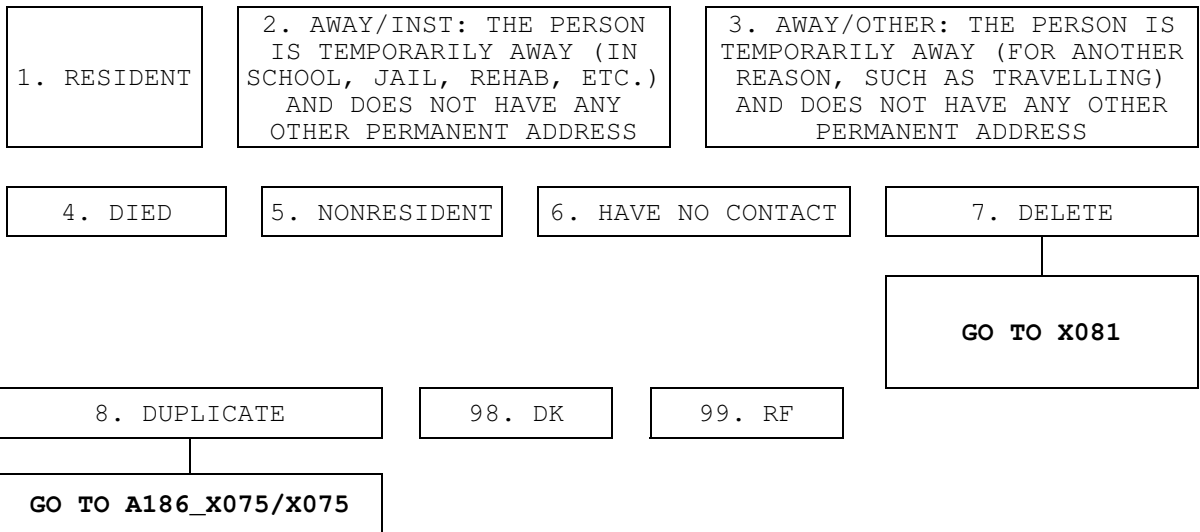 1. RESIDENT
2. AWAY/INST: THE PERSON
IS TEMPORARILY AWAY (IN
SCHOOL, JAIL, REHAB, ETC.)
AND DOES NOT HAVE ANY
OTHER PERMANENT ADDRESS
3. AWAY/OTHER: THE PERSON IS
TEMPORARILY AWAY (FOR ANOTHER
REASON, SUCH AS TRAVELLING)
AND DOES NOT HAVE ANY OTHER
PERMANENT ADDRESS
4. DIED
5. NONRESIDENT
6. HAVE NO CONTACT
7. DELETE
GO TO X081
8. DUPLICATE
98. DK
99. RF
GO TO A186_X075/X075